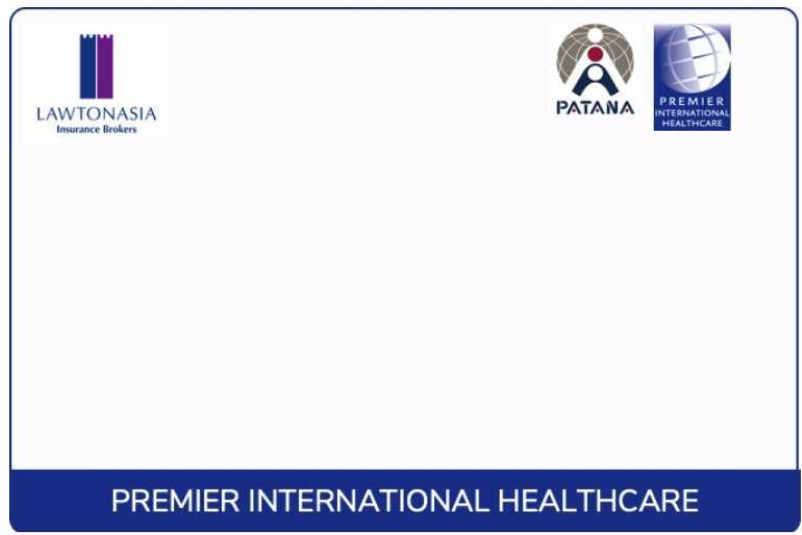 LAWTONASIA
Insurance Brokers
PATANA
PREMIER
INTERNATIONAL
HEALTHCARE
PREMIER INTERNATIONAL HEALTHCARE